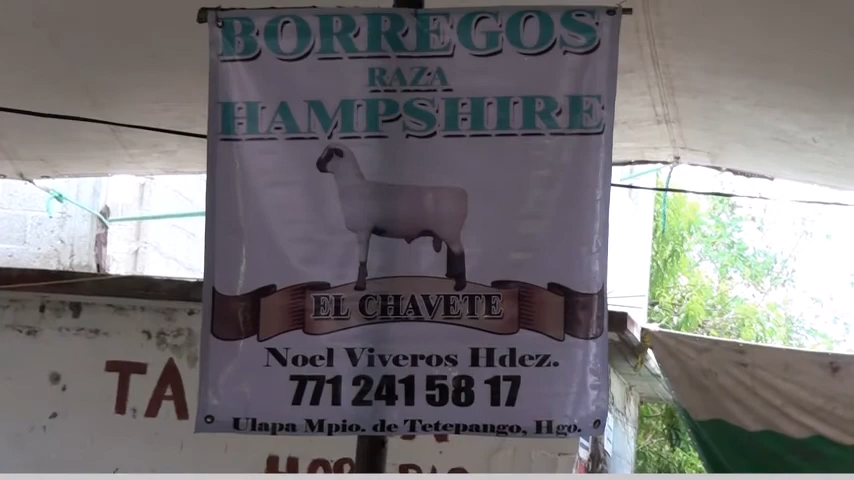 BORREGOS
RAZA
HAMPSHIRE
EL CHAVETE
Noel Viveros Hdez.
771 241 58 17
Ulapa Mpio. de Tetepango, Hgo.
TA